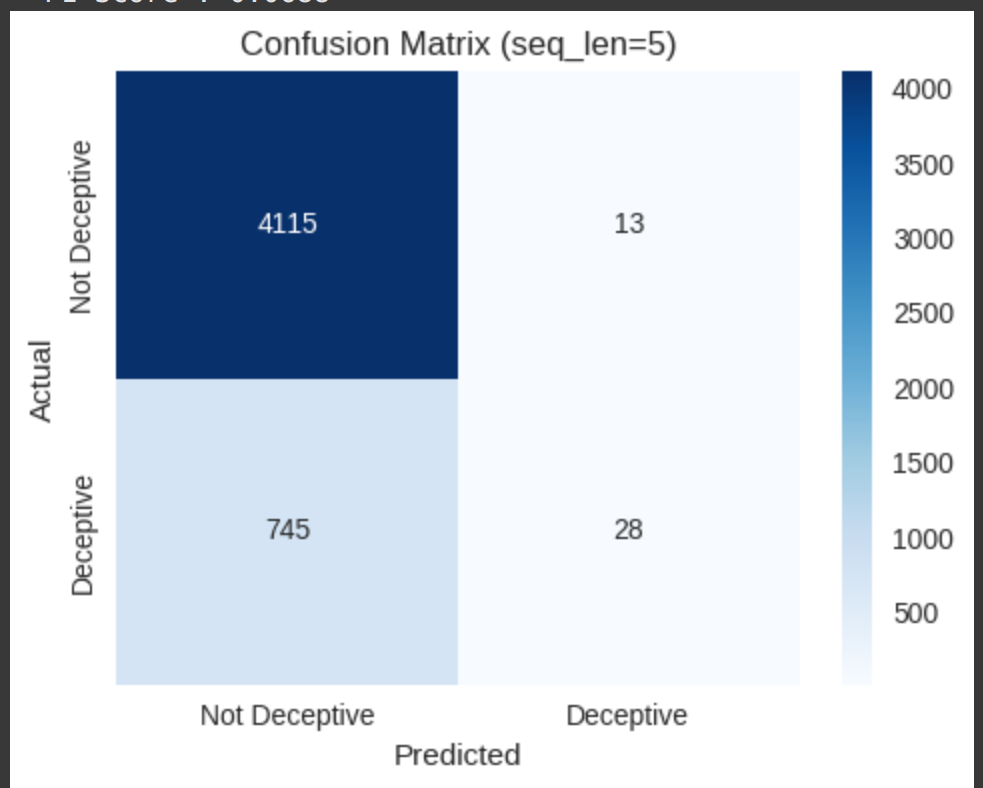 Confusion Matrix (seq_len=5)
4000
3500
3000
2500
2000
1500
1000
500
Actual
Not Deceptive
4115
13
Deceptive
745
28
Not Deceptive
Deceptive
Predicted